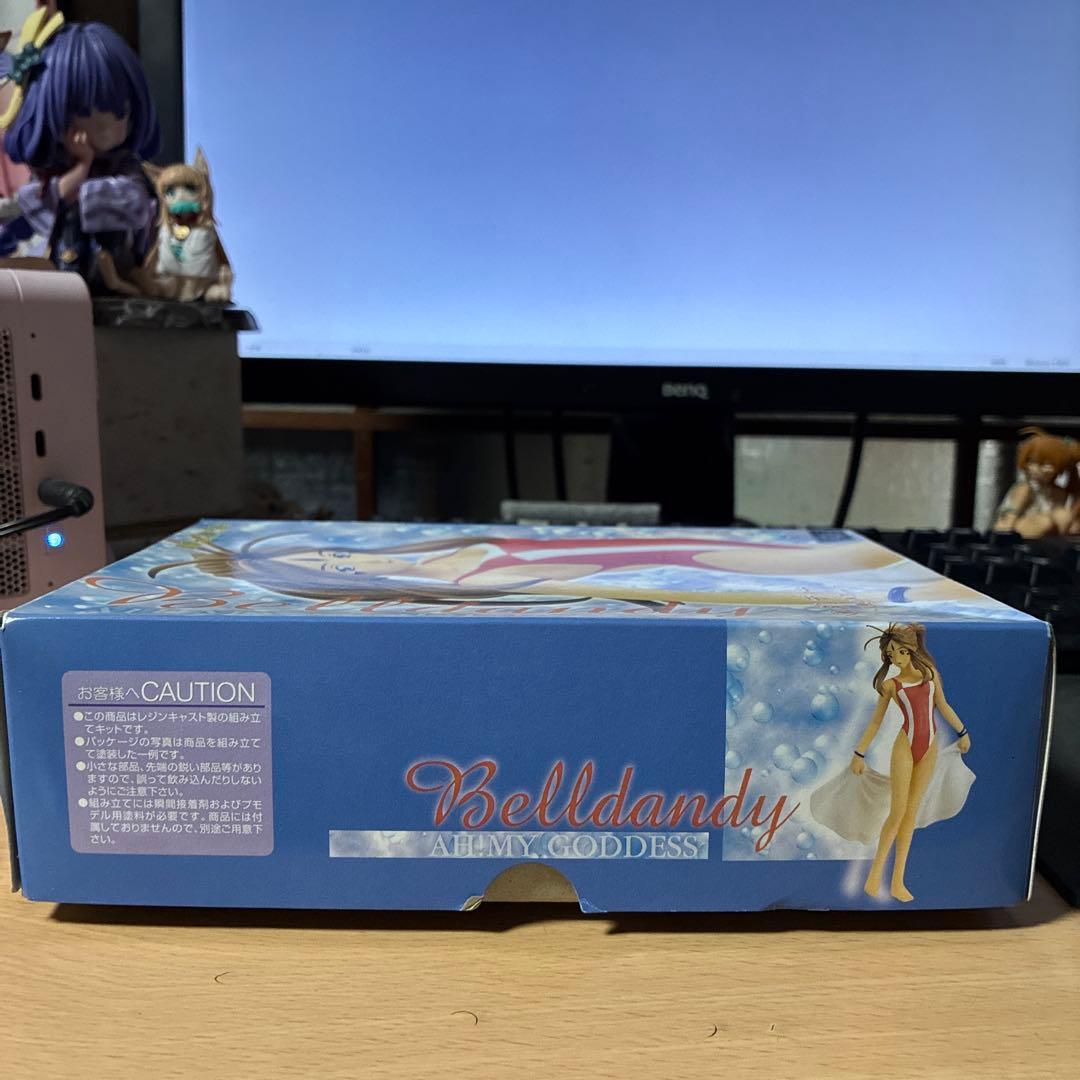 BenQ
Belldandy
お客様へCAUTION
●この商品はレジンキャスト製の組み立
てキットです。
●パッケージの写真は商品を組み立て
て塗装した一例です。
●小さな部品、先端の鋭い部品等があり
ますので、誤って飲み込んだりしない
ようにご注意下さい。
●組み立てには瞬間接着剤およびプモ
デル用塗料が必要です。商品には付
属しておりませんので、別途ご用意下
さい。
Belldandy
AH!MY GODDESS